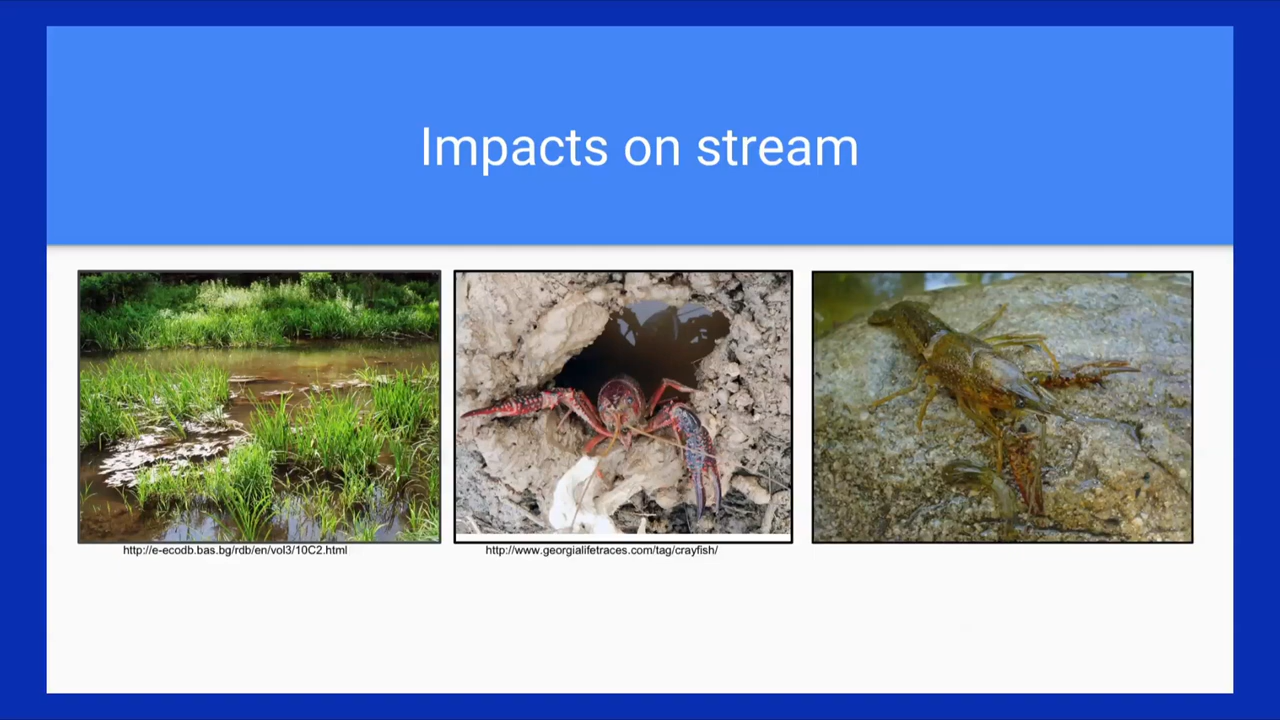 Impacts on stream
http://e-ecodb.bas.bg/rdb/en/vol3/10C2.html
http://www.georgialifetraces.com/tag/crayfish/